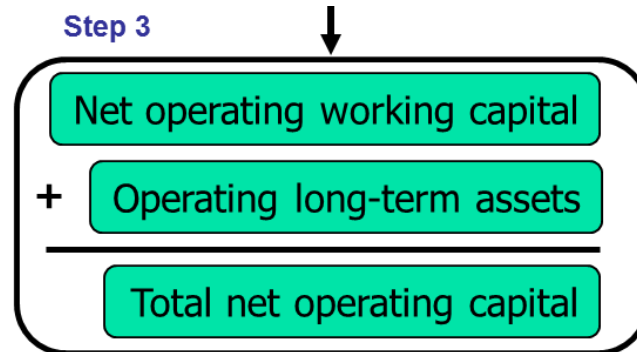 Step 3
Net operating working capital
+ Operating long-term assets
Total net operating capital